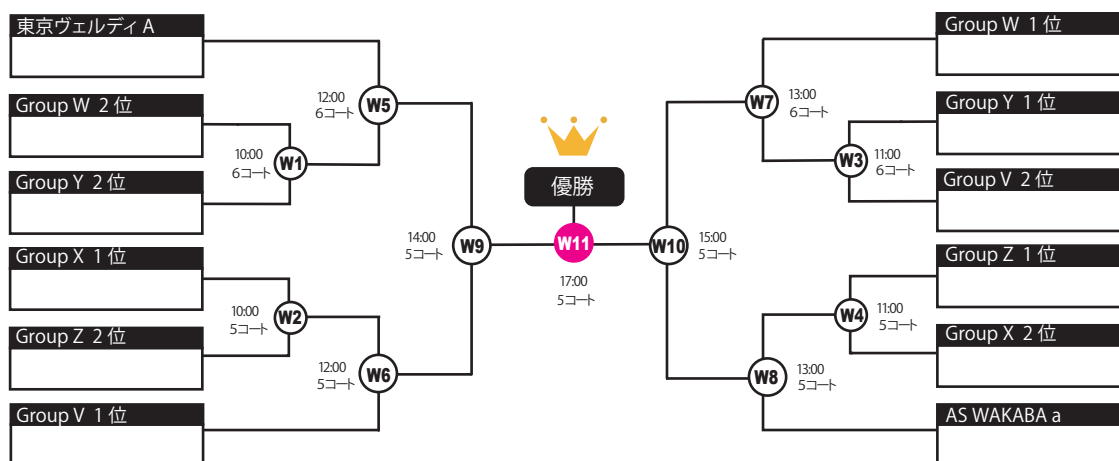 東京ヴェルディ A
Group W 2 位
Group Y 2 位
Group X 1 位
Group Z 2 位
Group V 1 位
10:00
6コート
W1
10:00
5コート
W2
12:00
6コート
W5
12:00
5コート
W6
14:00
5コート
W9
優勝
W11
17:00
5コート
W10
15:00
5コート
W7
13:00
6コート
W8
13:00
5コート
W3
11:00
6コート
W4
11:00
5コート
Group W 1 位
Group Y 1 位
Group V 2 位
Group Z 1 位
Group X 2 位
AS WAKABA a